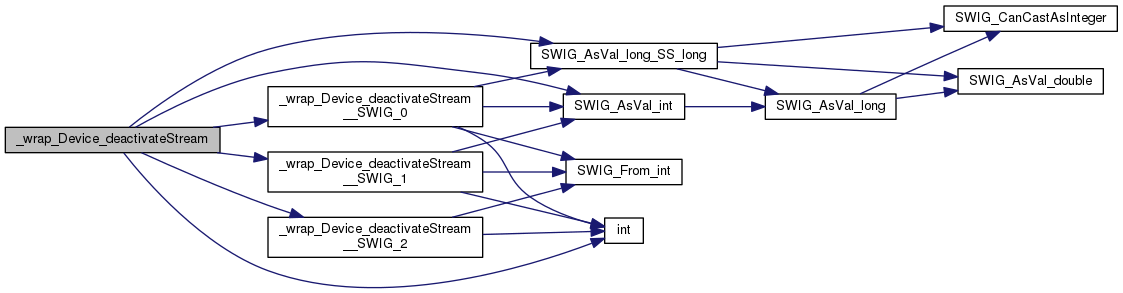 _wrap_Device_deactivateStream
_wrap_Device_deactivateStream
__SWIG_0
_wrap_Device_deactivateStream
__SWIG_1
_wrap_Device_deactivateStream
__SWIG_2
SWIG_AsVal_long_SS_long
SWIG_AsVal_int
SWIG_From_int
int
SWIG_AsVal_long
SWIG_CanCastAsInteger
SWIG_AsVal_double